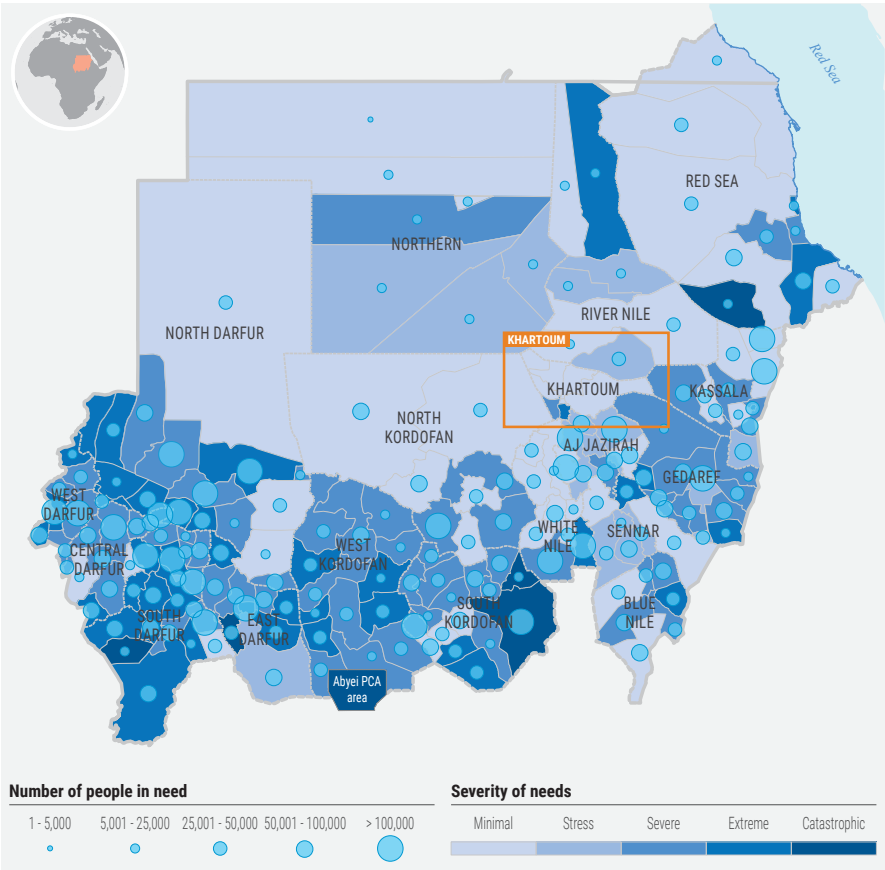 Red Sea
RED SEA
NORTHERN
RIVER NILE
NORTH DARFUR
KHARTOUM
KHARTOUM
KASSALA
NORTH
KORDOFAN
AJ JAZIRAH
GEDAREF
WEST
DARFUR
WHITE
NILE
SENNAR
CENTRAL
DARFUR
WEST
KORDOFAN
SOUTH
KORDOFAN
BLUE
NILE
SOUTH
DARFUR
EAST
DARFUR
Abyei PCA
area
Number of people in need
1 - 5,000
5,001 - 25,000
25,001 - 50,000
50,001 - 100,000
> 100,000
Severity of needs
Minimal
Stress
Severe
Extreme
Catastrophic